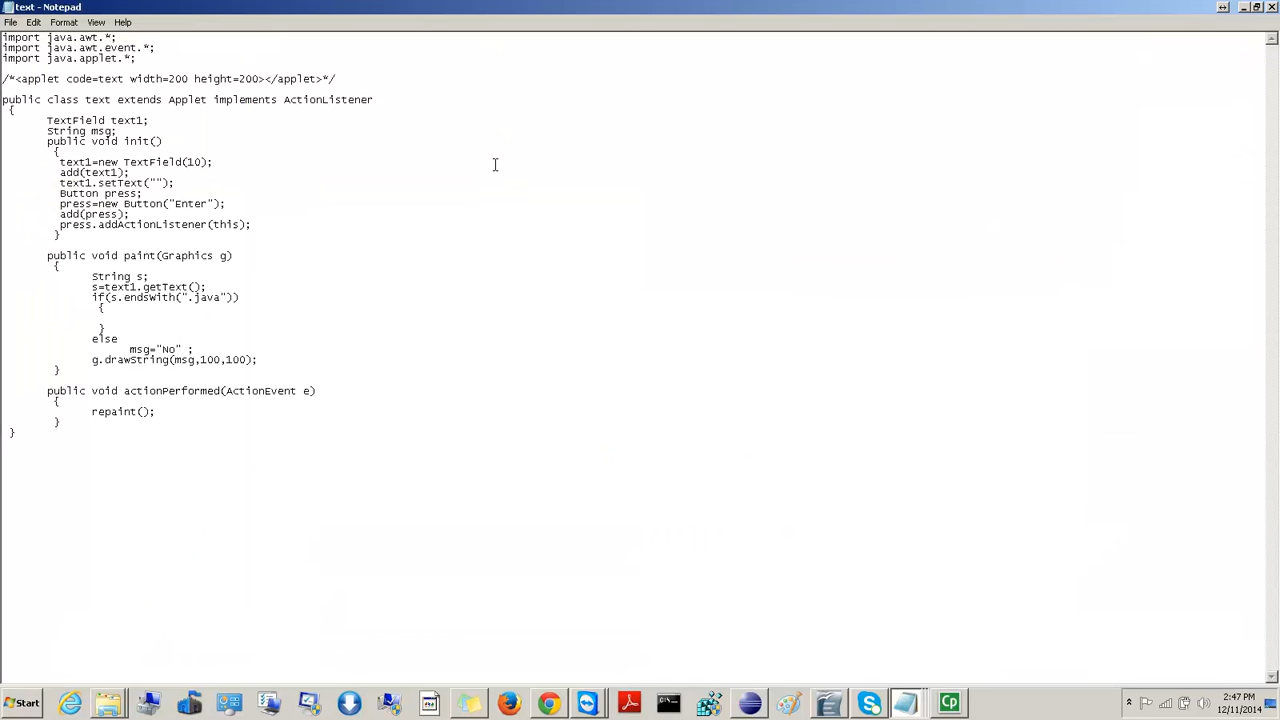 text - Notepad
File Edit Format View Help
import java.awt.*;
import java.awt.event.*;
import java.applet.*;
/*<applet code=text width=200 height=200></applet>*/
public class text extends Applet implements ActionListener
{
TextField text1;
String msg;
public void init()
{
text1=new TextField(10);
add(text1);
text1.setText("");
Button press;
press=new Button("Enter");
add(press);
press.addActionListener(this);
}
public void paint(Graphics g)
{
String s;
s=text1.getText();
if(s.endsWith(".java"))
{
}
else
msg="No" ;
g.drawString(msg,100,100);
}
public void actionPerformed(ActionEvent e)
{
repaint();
}
}
Start
Cp
2:47 PM
12/11/2014